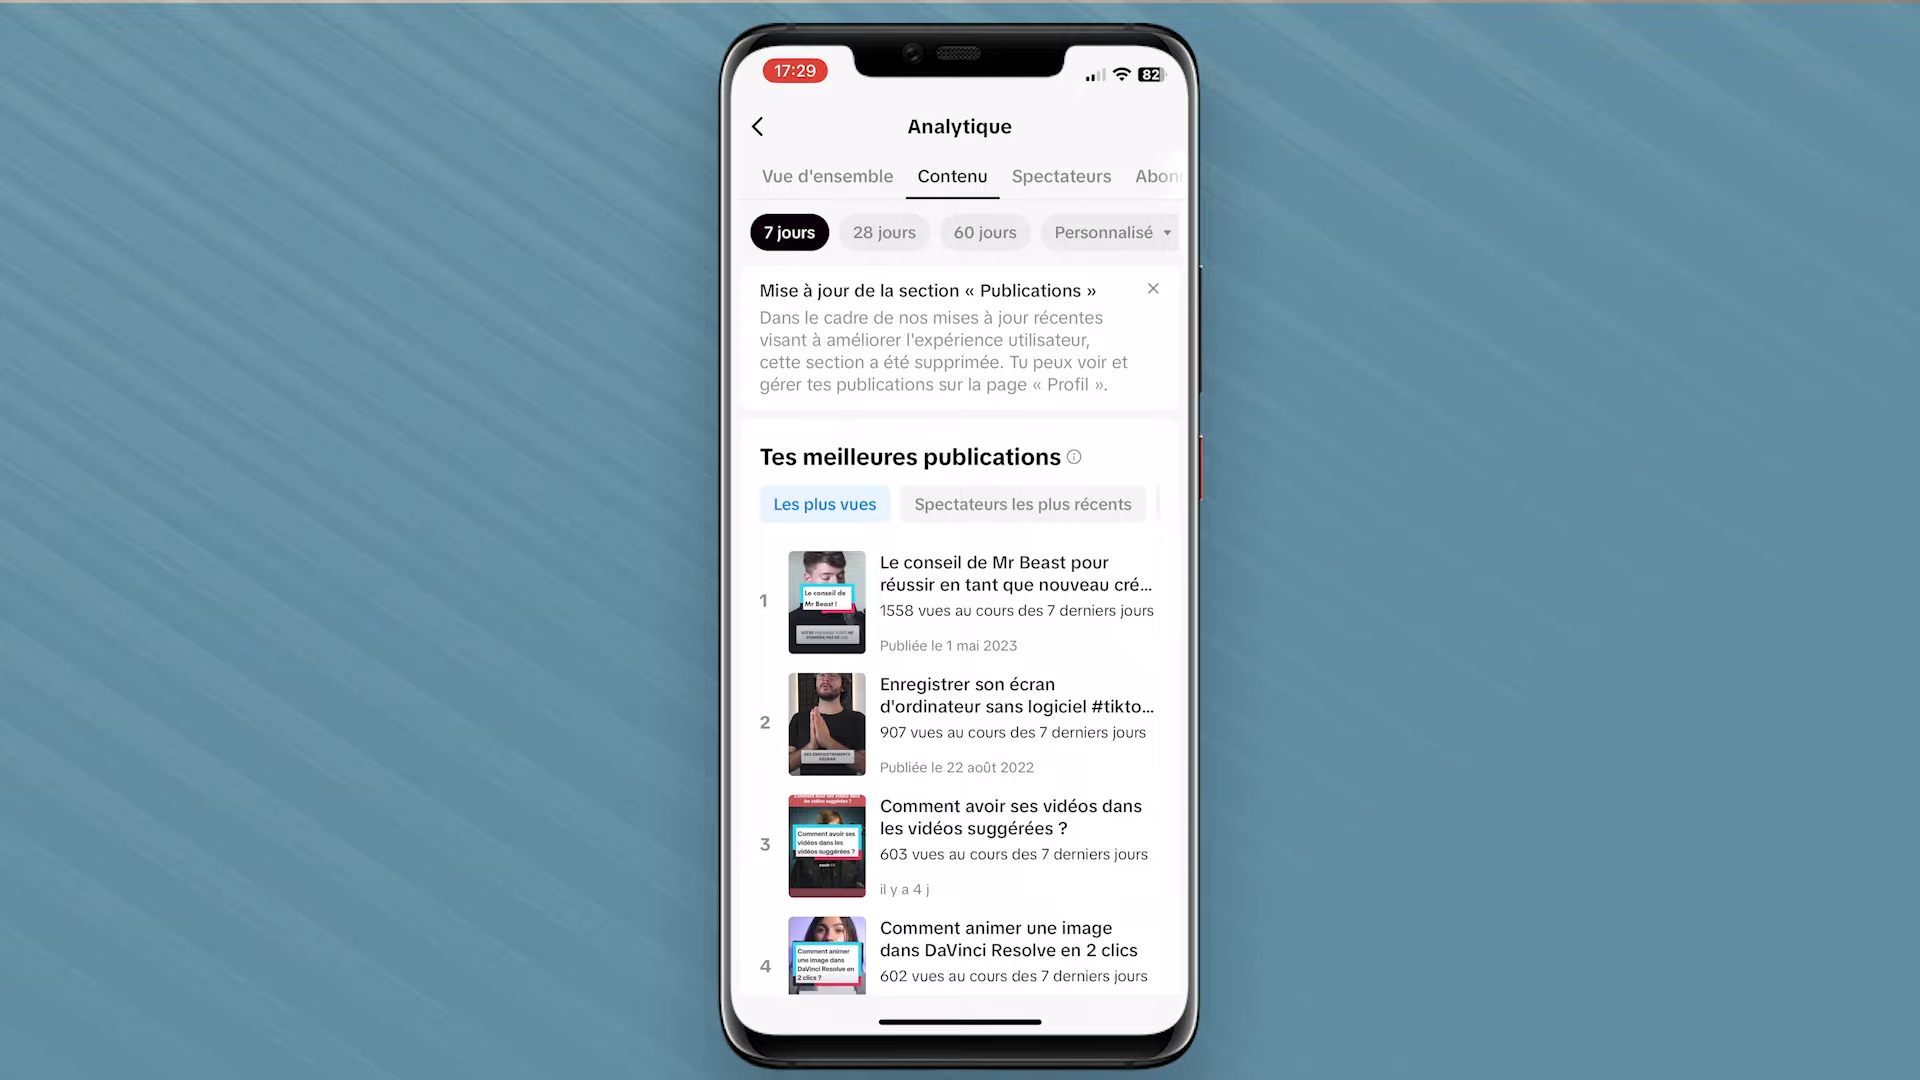 17:29
82
Analytique
Vue d'ensemble
Contenu
Spectateurs
Abonn
7 jours
28 jours
60 jours
Personnalisé
Mise à jour de la section « Publications »
Dans le cadre de nos mises à jour récentes
visant à améliorer l'expérience utilisateur,
cette section a été supprimée. Tu peux voir et
gérer tes publications sur la page « Profil ».
Tes meilleures publications
Les plus vues
Spectateurs les plus récents
1
Le conseil de
Mr Beast !
Le conseil de Mr Beast pour
réussir en tant que nouveau cré...
1558 vues au cours des 7 derniers jours
Publiée le 1 mai 2023
2
Enregistrer son écran
d'ordinateur sans logiciel #tikto...
907 vues au cours des 7 derniers jours
Publiée le 22 août 2022
3
Comment avoir ses
vidéos dans les
vidéos suggérées ?
Comment avoir ses vidéos dans
les vidéos suggérées ?
603 vues au cours des 7 derniers jours
il y a 4 j
4
Comment animer
une image dans
DaVinci Resolve en
2 clics ?
Comment animer une image
dans DaVinci Resolve en 2 clics
602 vues au cours des 7 derniers jours